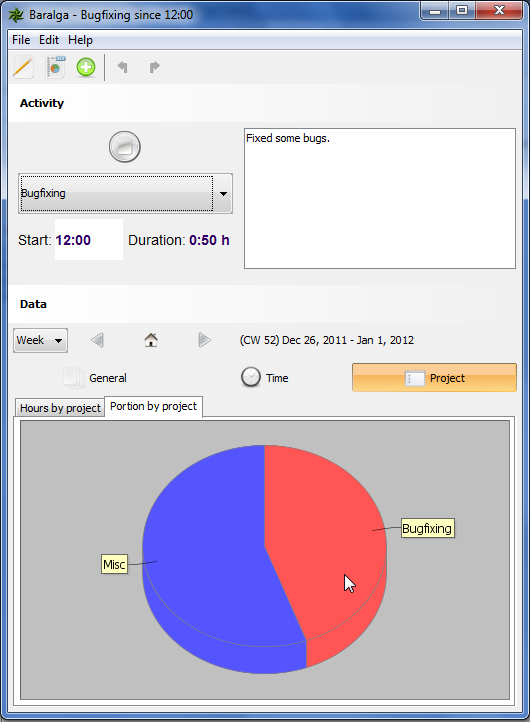 Baralga - Bugfixing since 12:00
File Edit Help
Activity
Fixed some bugs.
Bugfixing
Start: 12:00 Duration: 0:50 h
Data
Week (CW 52) Dec 26, 2011 - Jan 1, 2012
General Time Project
Hours by project Portion by project
Bugfixing
Misc